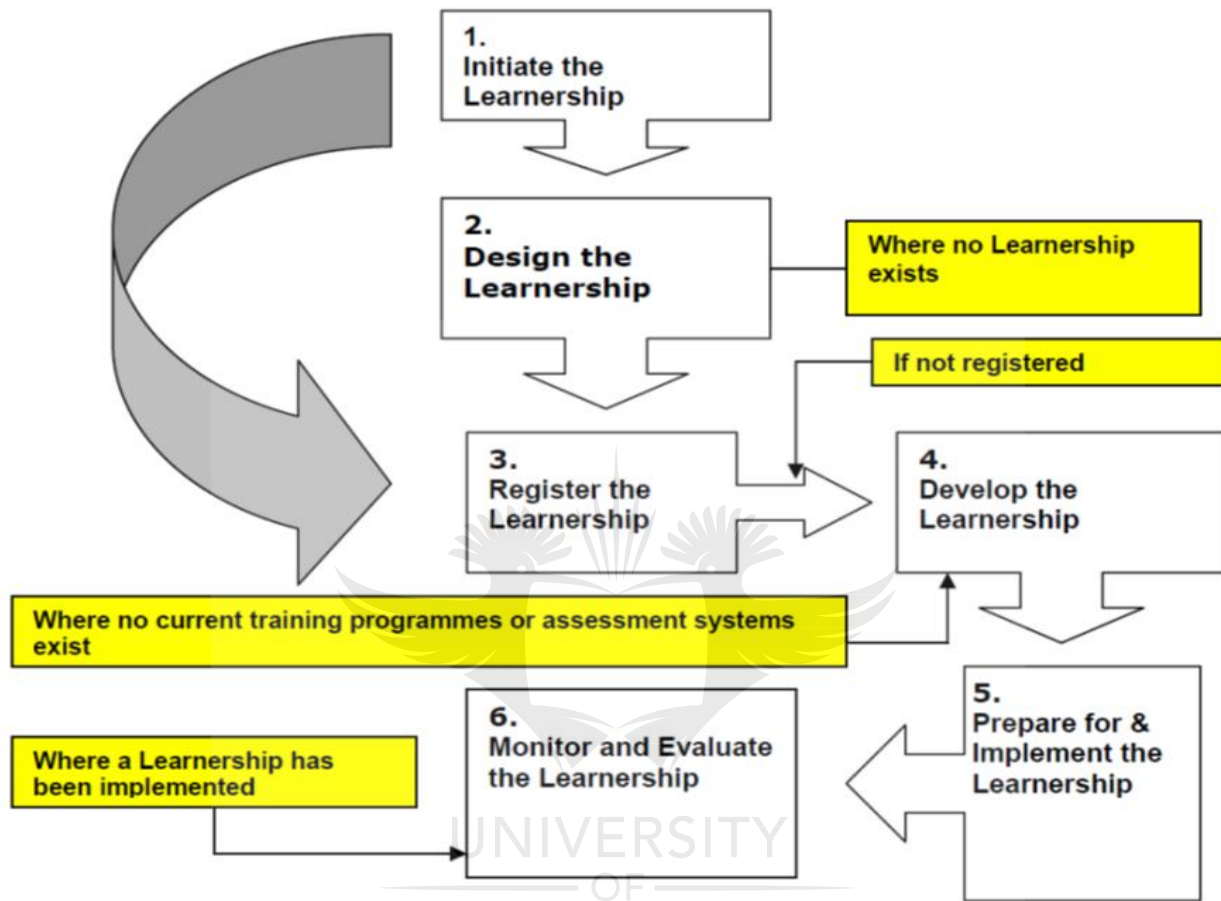 1.
Initiate the
Learnership
2.
Design the
Learnership
Where no Learnership
exists
If not registered
3.
Register the
Learnership
4.
Develop the
Learnership
Where no current training programmes or assessment systems
exist
5.
Prepare for &
Implement the
Learnership
6.
Monitor and Evaluate
the Learnership
Where a Learnership has
been implemented
UNIVERSITY
OF